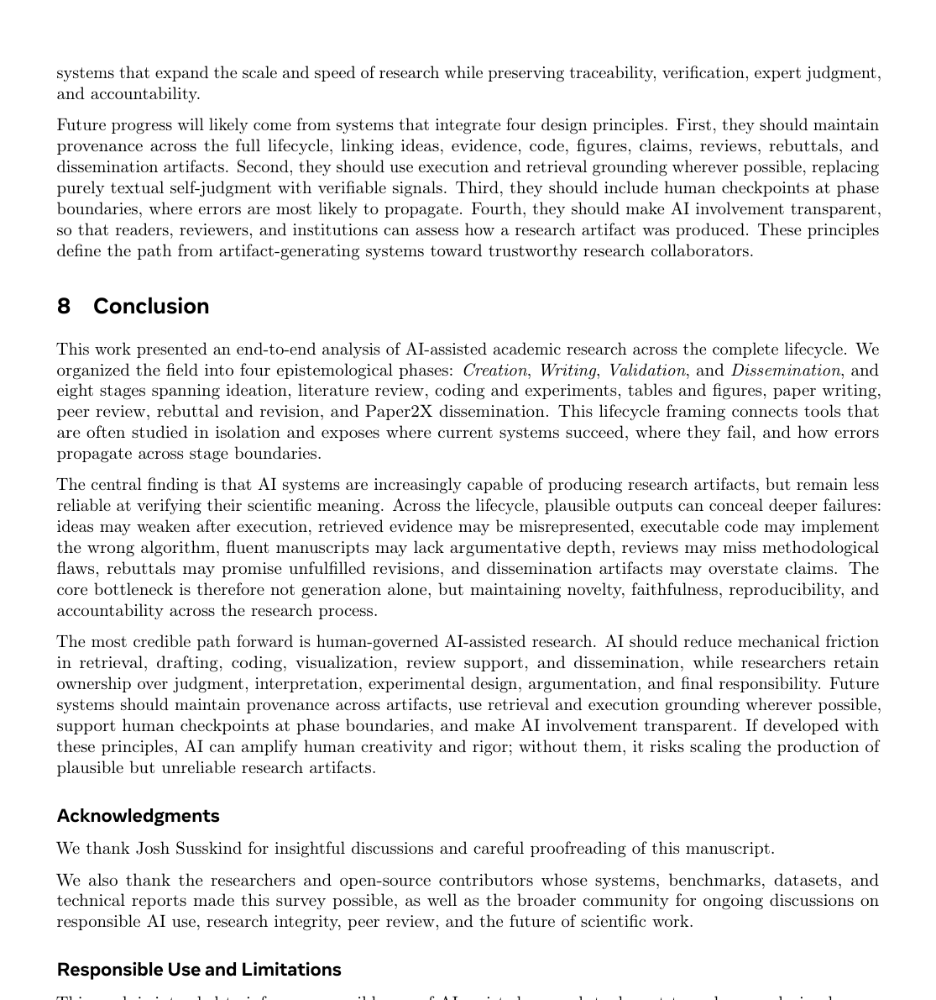 systems that expand the scale and speed of research while preserving traceability, verification, expert judgment,
and accountability.
Future progress will likely come from systems that integrate four design principles. First, they should maintain
provenance across the full lifecycle, linking ideas, evidence, code, figures, claims, reviews, rebuttals, and
dissemination artifacts. Second, they should use execution and retrieval grounding wherever possible, replacing
purely textual self-judgment with verifiable signals. Third, they should include human checkpoints at phase
boundaries, where errors are most likely to propagate. Fourth, they should make AI involvement transparent,
so that readers, reviewers, and institutions can assess how a research artifact was produced. These principles
define the path from artifact-generating systems toward trustworthy research collaborators.
8 Conclusion
This work presented an end-to-end analysis of AI-assisted academic research across the complete lifecycle. We
organized the field into four epistemological phases: Creation, Writing, Validation, and Dissemination, and
eight stages spanning ideation, literature review, coding and experiments, tables and figures, paper writing,
peer review, rebuttal and revision, and Paper2X dissemination. This lifecycle framing connects tools that
are often studied in isolation and exposes where current systems succeed, where they fail, and how errors
propagate across stage boundaries.
The central finding is that AI systems are increasingly capable of producing research artifacts, but remain less
reliable at verifying their scientific meaning. Across the lifecycle, plausible outputs can conceal deeper failures:
ideas may weaken after execution, retrieved evidence may be misrepresented, executable code may implement
the wrong algorithm, fluent manuscripts may lack argumentative depth, reviews may miss methodological
flaws, rebuttals may promise unfulfilled revisions, and dissemination artifacts may overstate claims. The
core bottleneck is therefore not generation alone, but maintaining novelty, faithfulness, reproducibility, and
accountability across the research process.
The most credible path forward is human-governed AI-assisted research. AI should reduce mechanical friction
in retrieval, drafting, coding, visualization, review support, and dissemination, while researchers retain
ownership over judgment, interpretation, experimental design, argumentation, and final responsibility. Future
systems should maintain provenance across artifacts, use retrieval and execution grounding wherever possible,
support human checkpoints at phase boundaries, and make AI involvement transparent. If developed with
these principles, AI can amplify human creativity and rigor; without them, it risks scaling the production of
plausible but unreliable research artifacts.
Acknowledgments
We thank Josh Susskind for insightful discussions and careful proofreading of this manuscript.
We also thank the researchers and open-source contributors whose systems, benchmarks, datasets, and
technical reports made this survey possible, as well as the broader community for ongoing discussions on
responsible AI use, research integrity, peer review, and the future of scientific work.
Responsible Use and Limitations